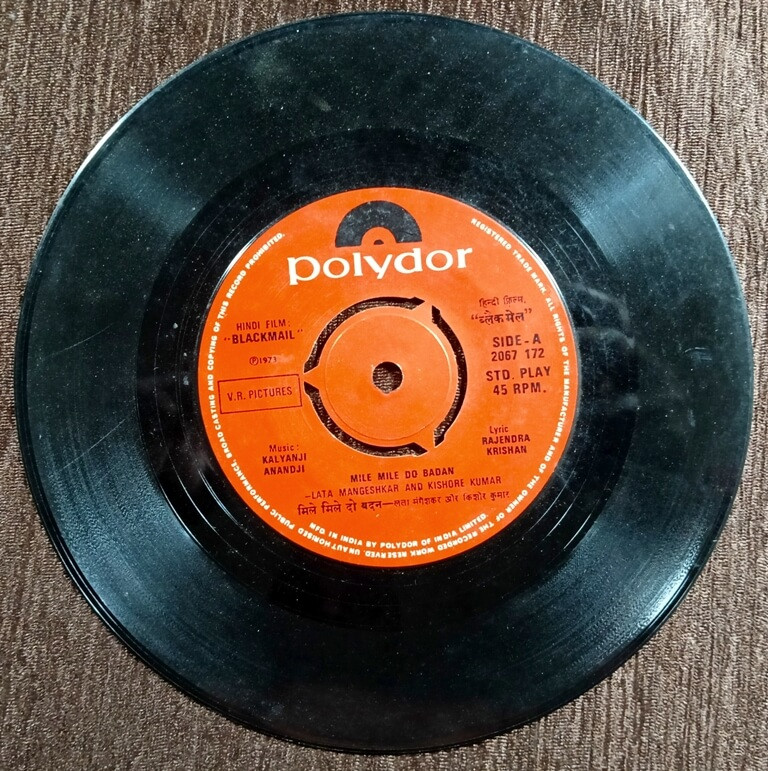 polydor
HINDI FILM:
"BLACKMAIL"
Ⓟ1973
V.R. PICTURES
हिन्दी फ़िल्म.
"ब्लैकमेल"
SIDE-A
2067 172
STD. PLAY
45 RPM.
Music:
KALYANJI
ANANDJI
Lyric
RAJENDRA
KRISHAN
MILE MILE DO BADAN
-LATA MANGESHKAR AND KISHORE KUMAR
मिले मिले दो बदन—लता मंगेशकर और किशोर कुमार
REGISTERED TRADE MARK. ALL RIGHTS OF THE MANUFACTURER AND OF THE OWNER OF THE RECORDED WORK RESERVED. UNAUTHORISED PUBLIC PERFORMANCE, BROADCASTING AND COPYING OF THIS RECORD PROHIBITED.
MFD IN INDIA BY POLYDOR OF INDIA LIMITED.